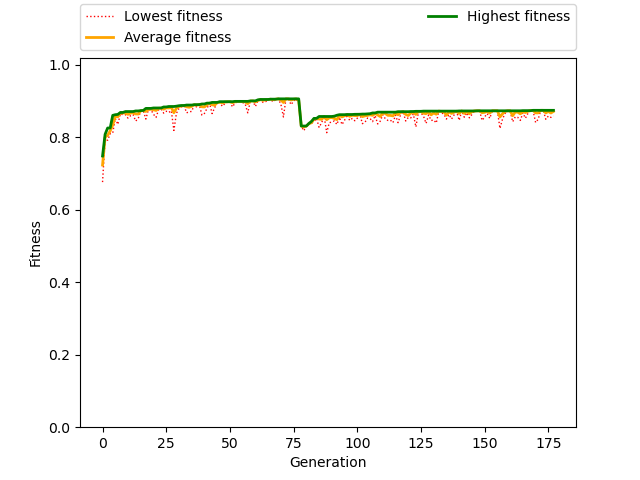 Lowest fitness
Average fitness
Highest fitness
1.0
0.8
0.6
0.4
0.2
0.0
Fitness
0 25 50 75 100 125 150 175
Generation